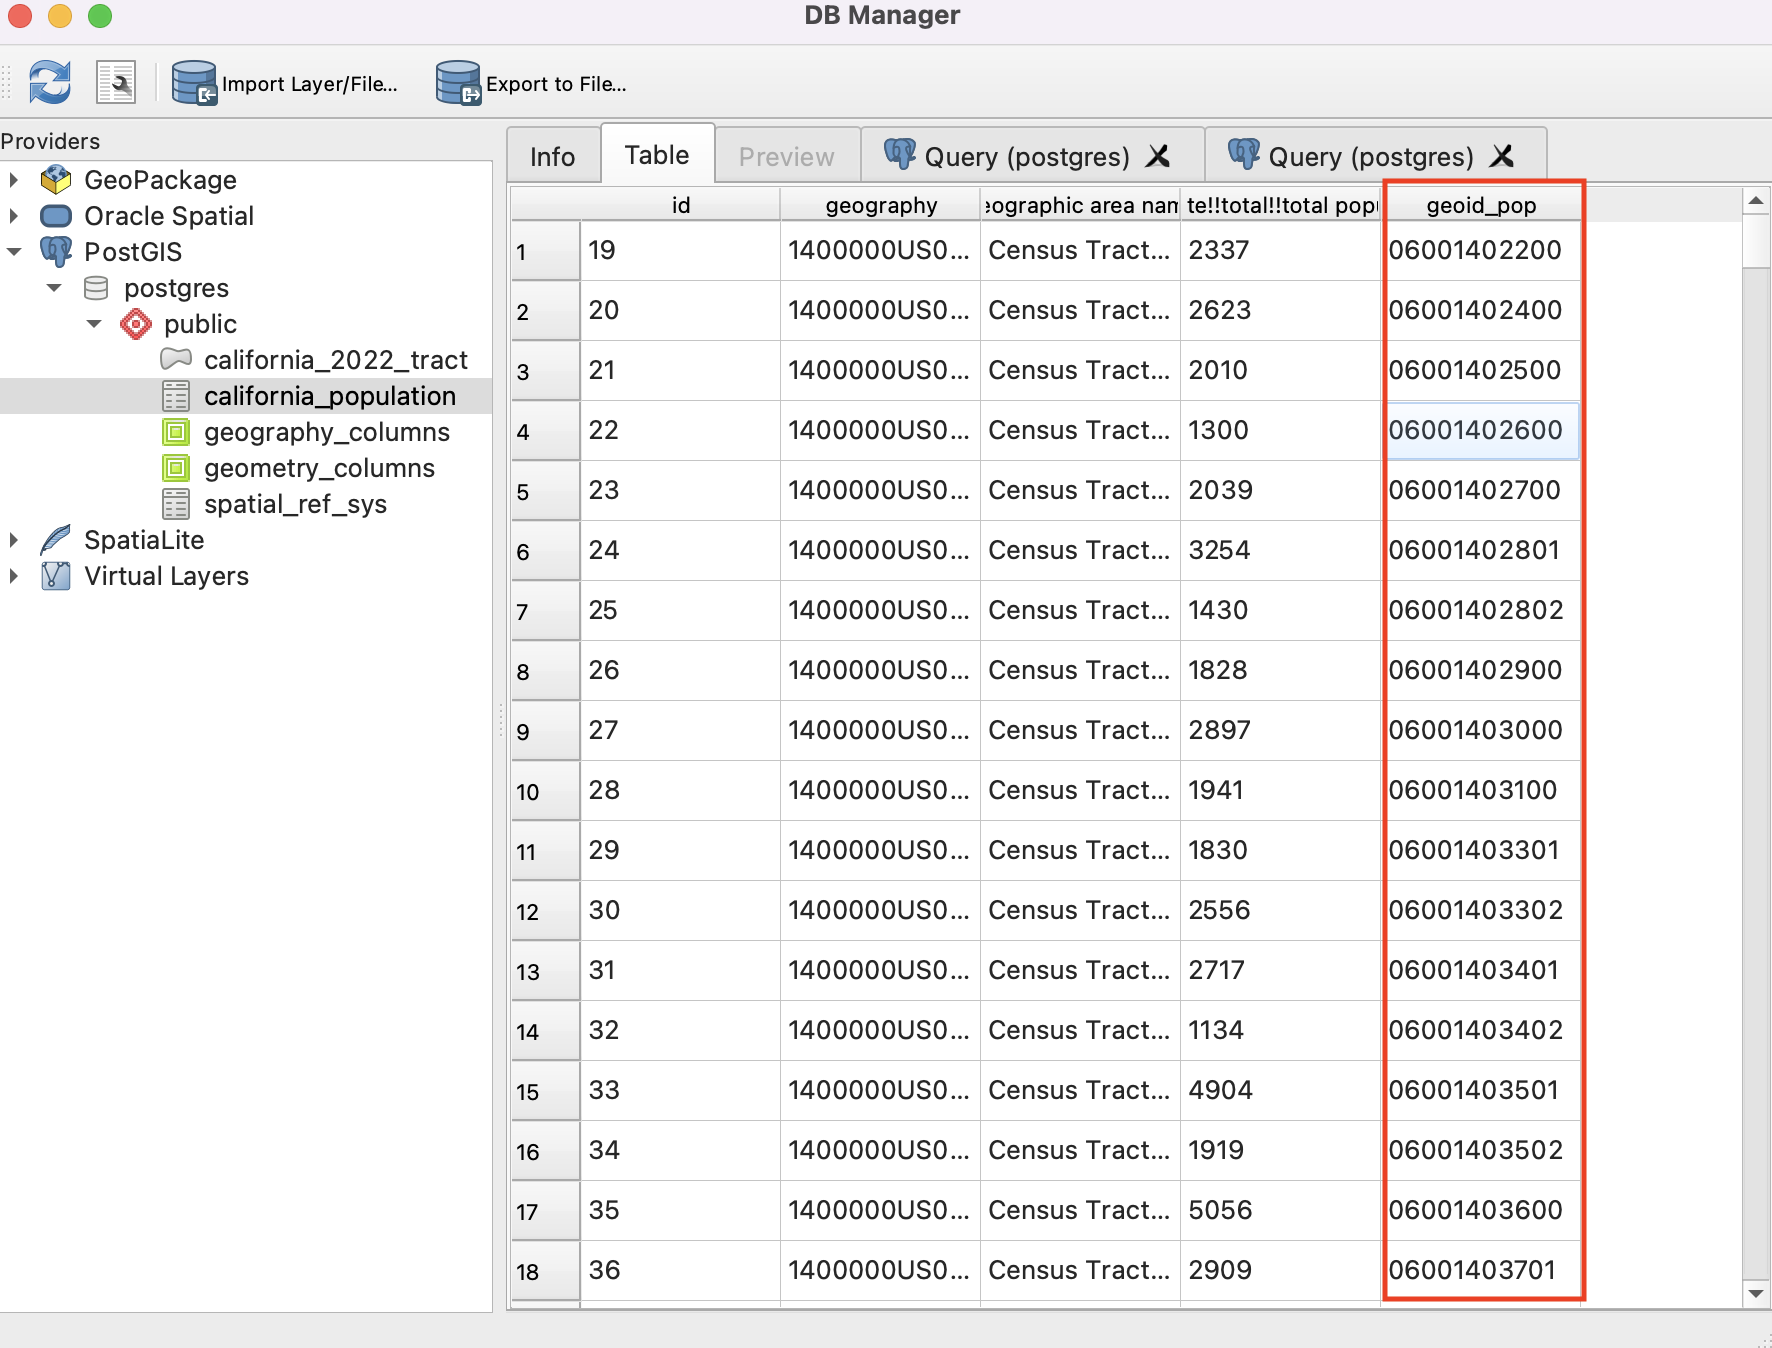 DB Manager
Import Layer/File...
Export to File...
Providers
GeoPackage
Oracle Spatial
PostGIS
postgres
public
california_2022_tract
california_population
geography_columns
geometry_columns
spatial_ref_sys
SpatiaLite
Virtual Layers
Info Table Preview Query (postgres) Query (postgres)
id geography eographic area nam te!!total!!total popu geoid_pop
1 19 1400000US0... Census Tract... 2337 06001402200
2 20 1400000US0... Census Tract... 2623 06001402400
3 21 1400000US0... Census Tract... 2010 06001402500
4 22 1400000US0... Census Tract... 1300 06001402600
5 23 1400000US0... Census Tract... 2039 06001402700
6 24 1400000US0... Census Tract... 3254 06001402801
7 25 1400000US0... Census Tract... 1430 06001402802
8 26 1400000US0... Census Tract... 1828 06001402900
9 27 1400000US0... Census Tract... 2897 06001403000
10 28 1400000US0... Census Tract... 1941 06001403100
11 29 1400000US0... Census Tract... 1830 06001403301
12 30 1400000US0... Census Tract... 2556 06001403302
13 31 1400000US0... Census Tract... 2717 06001403401
14 32 1400000US0... Census Tract... 1134 06001403402
15 33 1400000US0... Census Tract... 4904 06001403501
16 34 1400000US0... Census Tract... 1919 06001403502
17 35 1400000US0... Census Tract... 5056 06001403600
18 36 1400000US0... Census Tract... 2909 06001403701